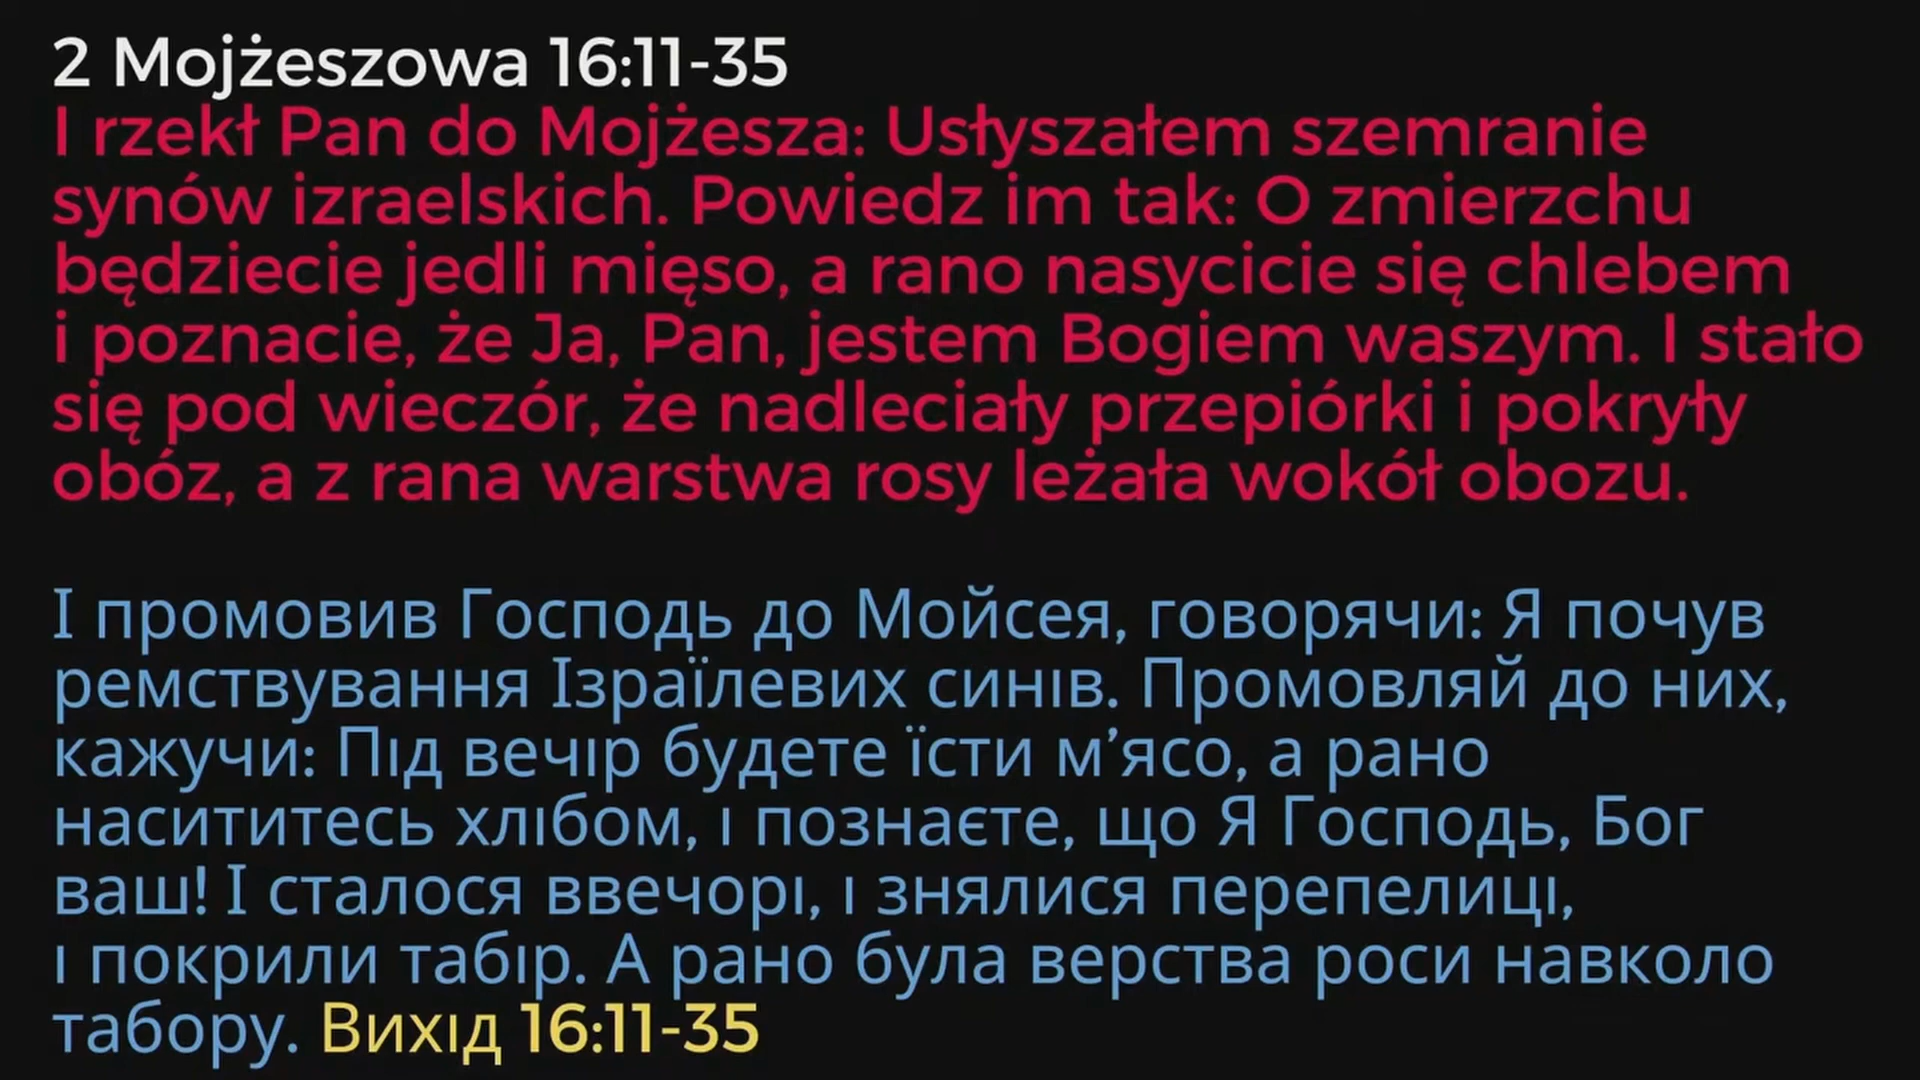 2 Mojżeszowa 16:11-35
I rzekł Pan do Mojżesza: Usłyszałem szemranie
synów izraelskich. Powiedz im tak: O zmierzchu
będziecie jedli mięso, a rano nasycicie się chlebem
i poznacie, że Ja, Pan, jestem Bogiem waszym. I stało
się pod wieczór, że nadleciały przepiórki i pokryły
obóz, a z rana warstwa rosy leżała wokół obozu.
І промовив Господь до Мойсея, говорячи: Я почув
ремствування Ізраїлевих синів. Промовляй до них,
кажучи: Під вечір будете їсти м’ясо, а рано
насититесь хлібом, і познаєте, що Я Господь, Бог
ваш! І сталося ввечорі, і знялися перепелиці,
і покрили табір. А рано була верства роси навколо
табору. Вихід 16:11-35